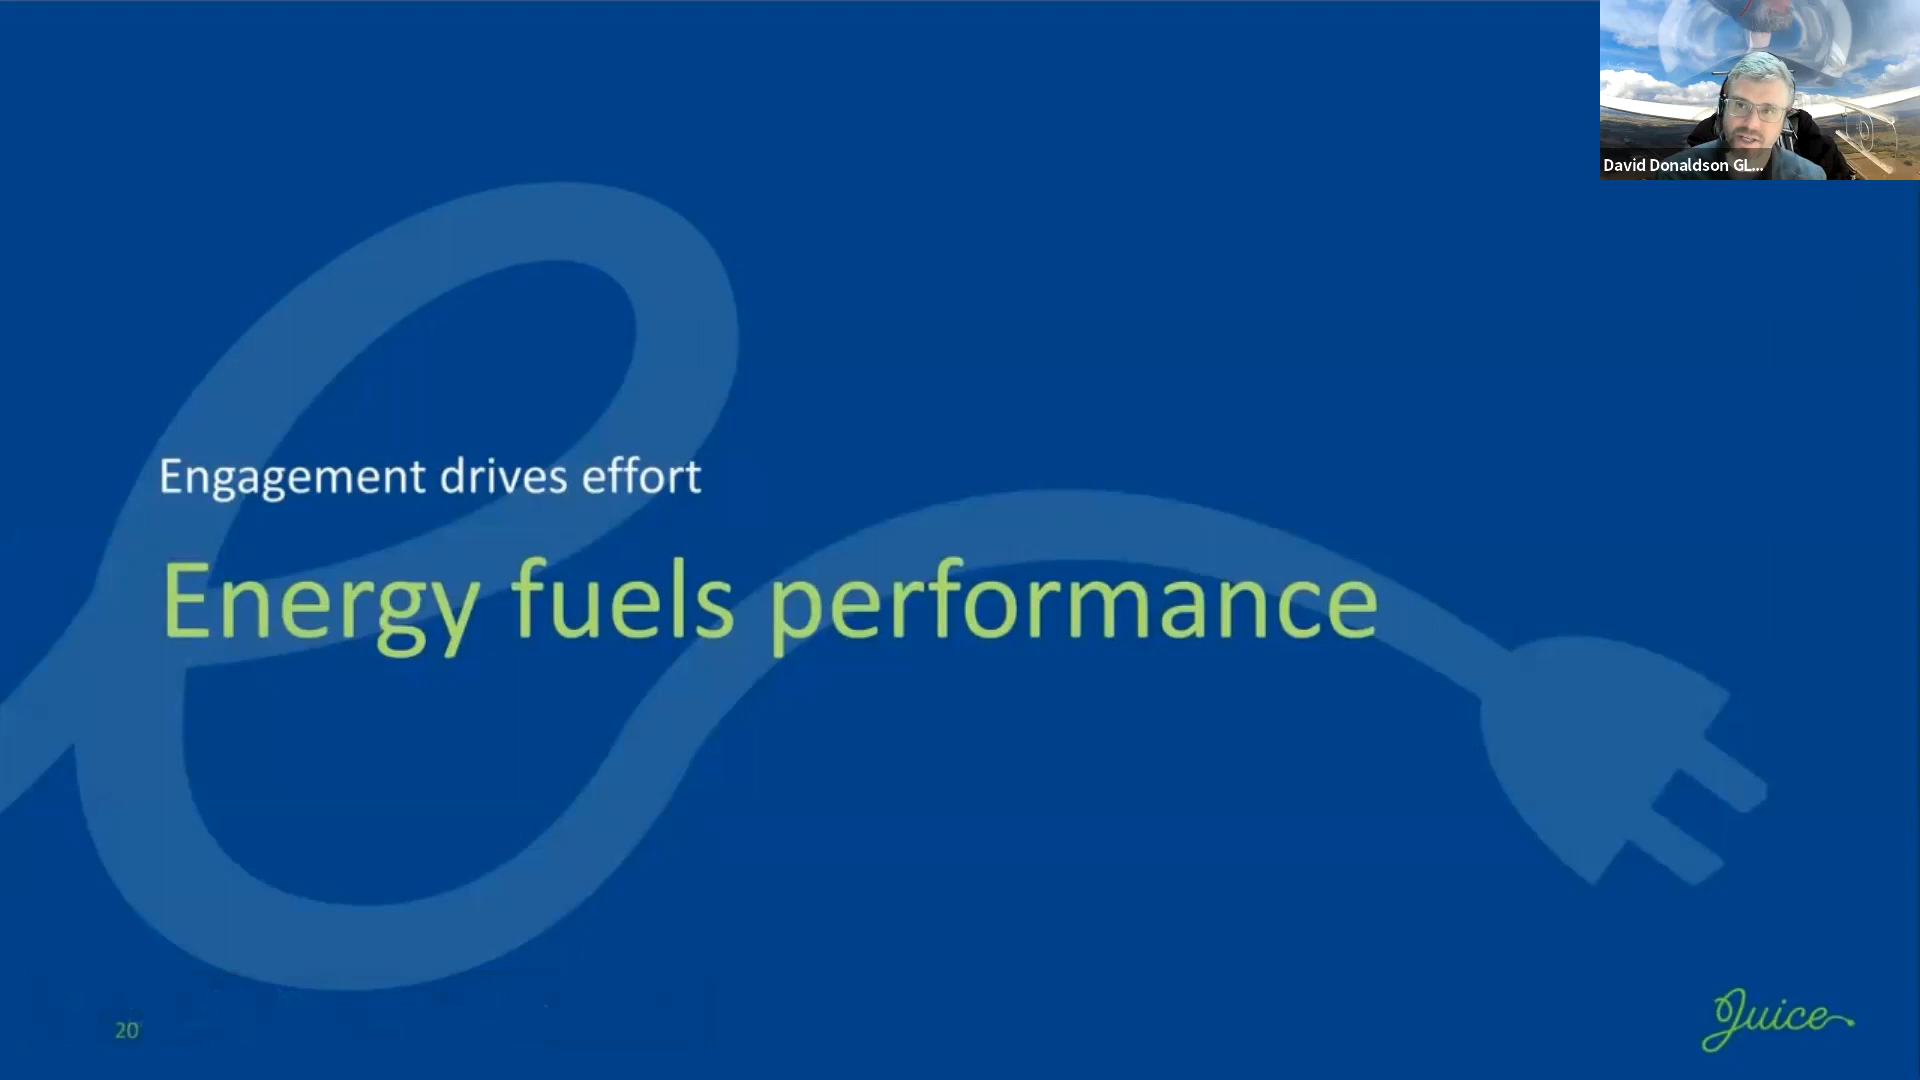 David Donaldson GL...
Engagement drives effort
Energy fuels performance
20
Juice